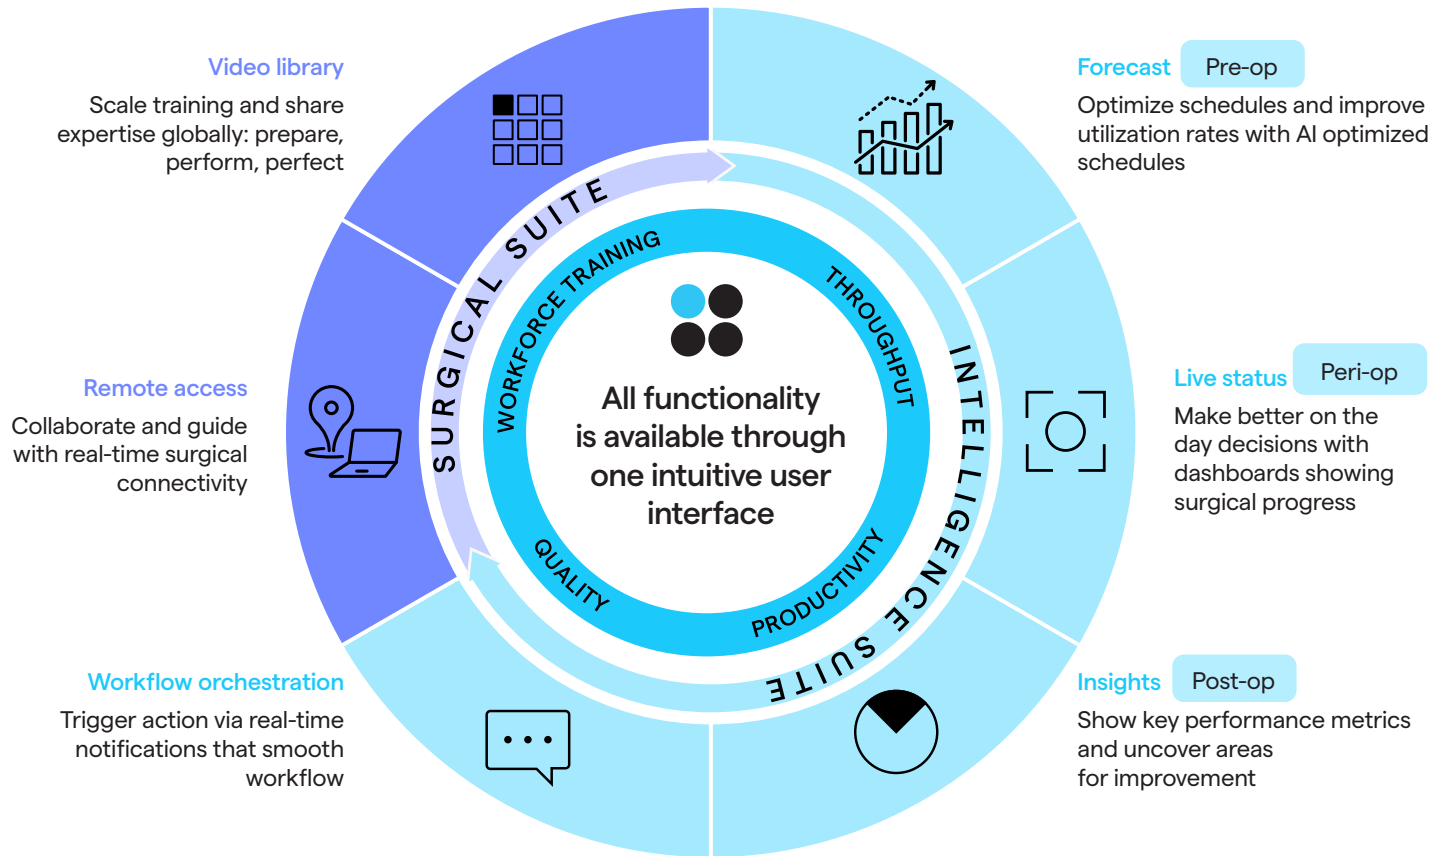 Video library
Scale training and share
expertise globally: prepare,
perform, perfect
Forecast
Pre-op
Optimize schedules and improve
utilization rates with AI optimized
schedules
Remote access
Collaborate and guide
with real-time surgical
connectivity
Live status
Peri-op
Make better on the
day decisions with
dashboards showing
surgical progress
Workflow orchestration
Trigger action via real-time
notifications that smooth
workflow
Insights
Post-op
Show key performance metrics
and uncover areas
for improvement
SURGICAL SUITE
INTELLIGENCE SUITE
WORKFORCE TRAINING
THROUGHPUT
PRODUCTIVITY
QUALITY
All functionality
is available through
one intuitive user
interface